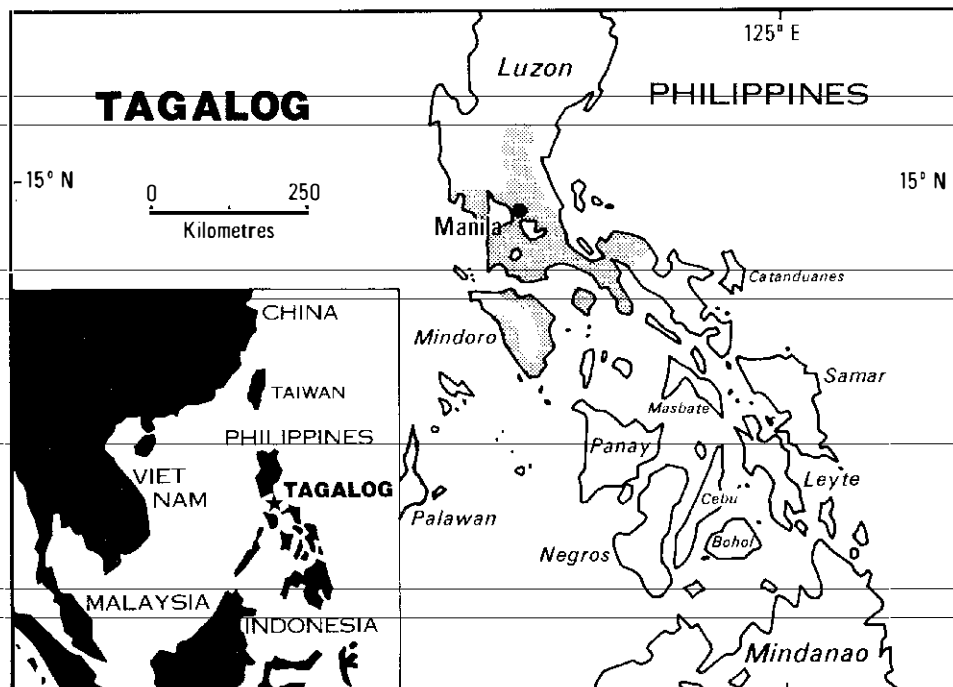 125° E
Luzon
TAGALOG
PHILIPPINES
15° N
0 250
15° N
Kilometres
Manila
Catanduanes
CHINA
Mindoro
TAIWAN
Samar
Masbate
PHILIPPINES
Panay
VIET
NAM
TAGALOG
Leyte
Cebu
Palawan
Bohol
Negros
MALAYSIA
INDONESIA
Mindanao